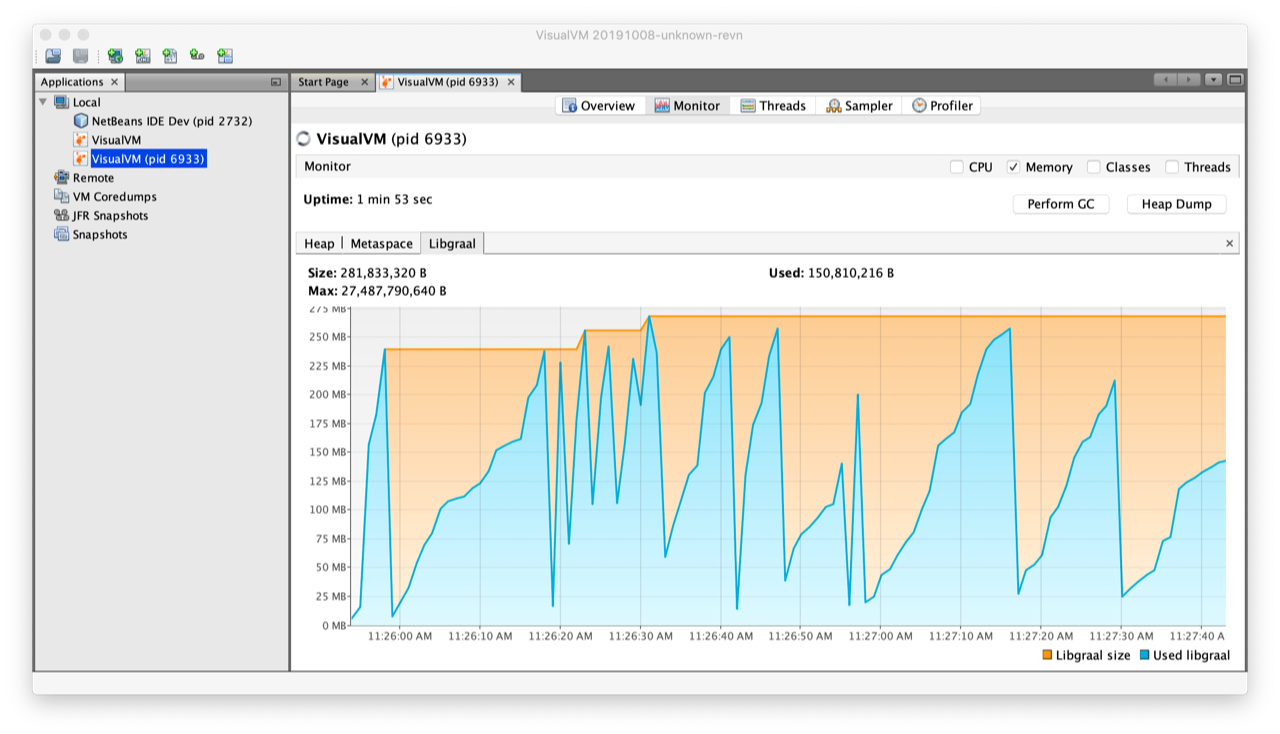 VisualVM 20191008-unknown-revn
Applications
Start Page VisualVM (pid 6933)
Local
NetBeans IDE Dev (pid 2732)
VisualVM
VisualVM (pid 6933)
Remote
VM Coredumps
JFR Snapshots
Snapshots
Overview Monitor Threads Sampler Profiler
VisualVM (pid 6933)
Monitor CPU Memory Classes Threads
Uptime: 1 min 53 sec Perform GC Heap Dump
Heap Metaspace Libgraal
Size: 281,833,320 B Used: 150,810,216 B
Max: 27,487,790,640 B
275 MB
250 MB
225 MB
200 MB
175 MB
150 MB
125 MB
100 MB
75 MB
50 MB
25 MB
0 MB
11:26:00 AM 11:26:10 AM 11:26:20 AM 11:26:30 AM 11:26:40 AM 11:26:50 AM 11:27:00 AM 11:27:10 AM 11:27:20 AM 11:27:30 AM 11:27:40 A
Libgraal size Used libgraal